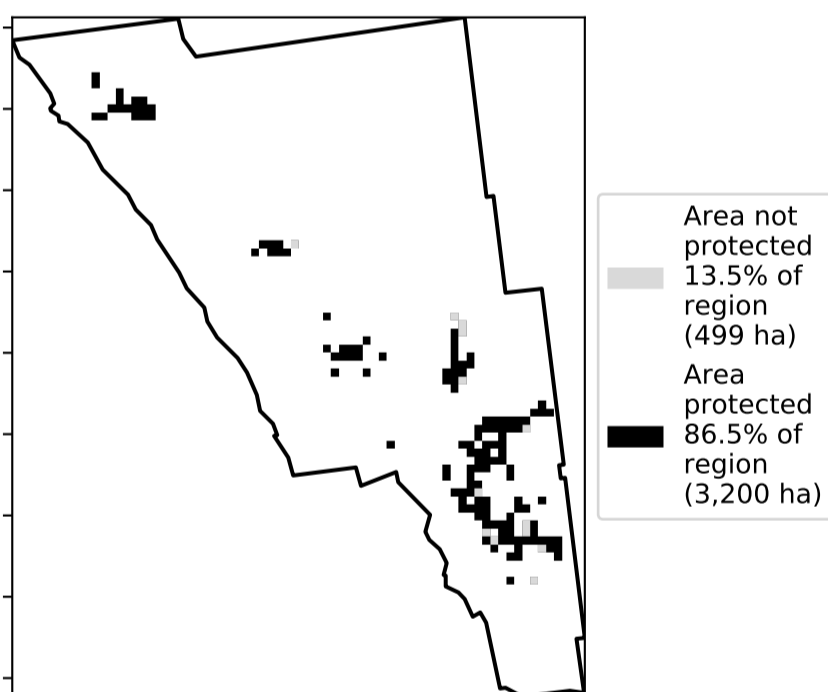 Area not
protected
13.5% of
region
(499 ha)
Area
protected
86.5% of
region
(3,200 ha)